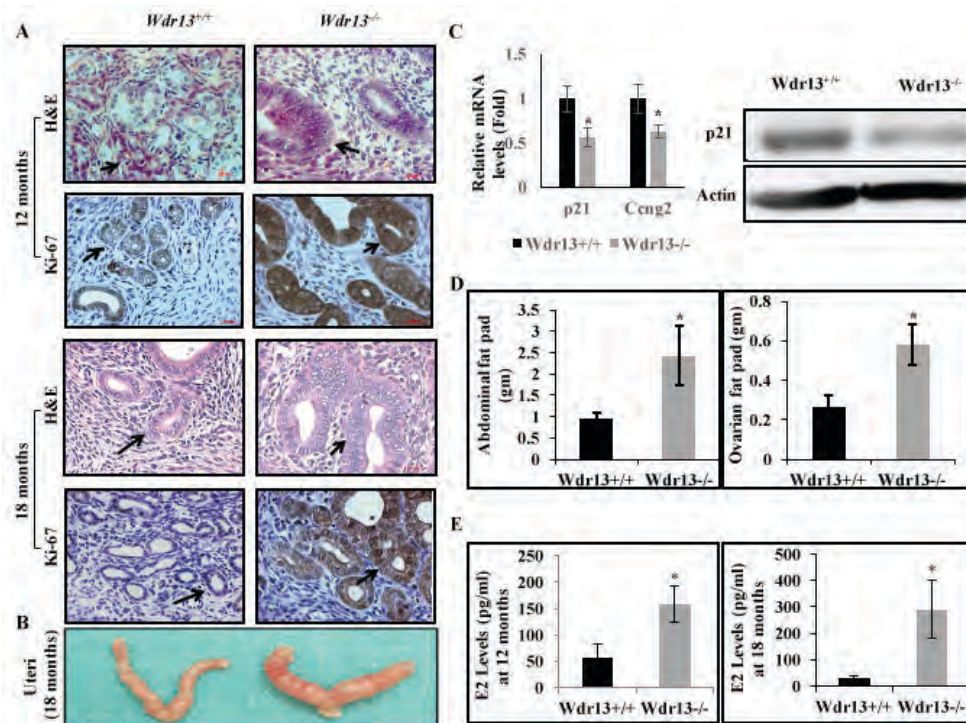 Wdr13+/+
Wdr13-/-
A
12 months
H&E
Ki-67
18 months
H&E
Ki-67
B
Uteri
(18 months)
C
Relative mRNA
levels (Fold)
1.5
1
0.5
0
*
*
p21
Ccng2
Wdr13+/+
Wdr13-/-
Wdr13+/+
Wdr13-/-
p21
Actin
D
Abdominal fat pad
(gm)
3.5
3
2.5
2
1.5
1
0.5
0
*
Wdr13+/+
Wdr13-/-
Ovarian fat pad (gm)
0.8
0.6
0.4
0.2
0
*
Wdr13+/+
Wdr13-/-
E
E2 Levels (pg/ml)
at 12 months
250
200
150
100
50
0
*
Wdr13+/+
Wdr13-/-
E2 Levels (pg/ml)
at 18 months
500
400
300
200
100
0
*
Wdr13+/+
Wdr13-/-